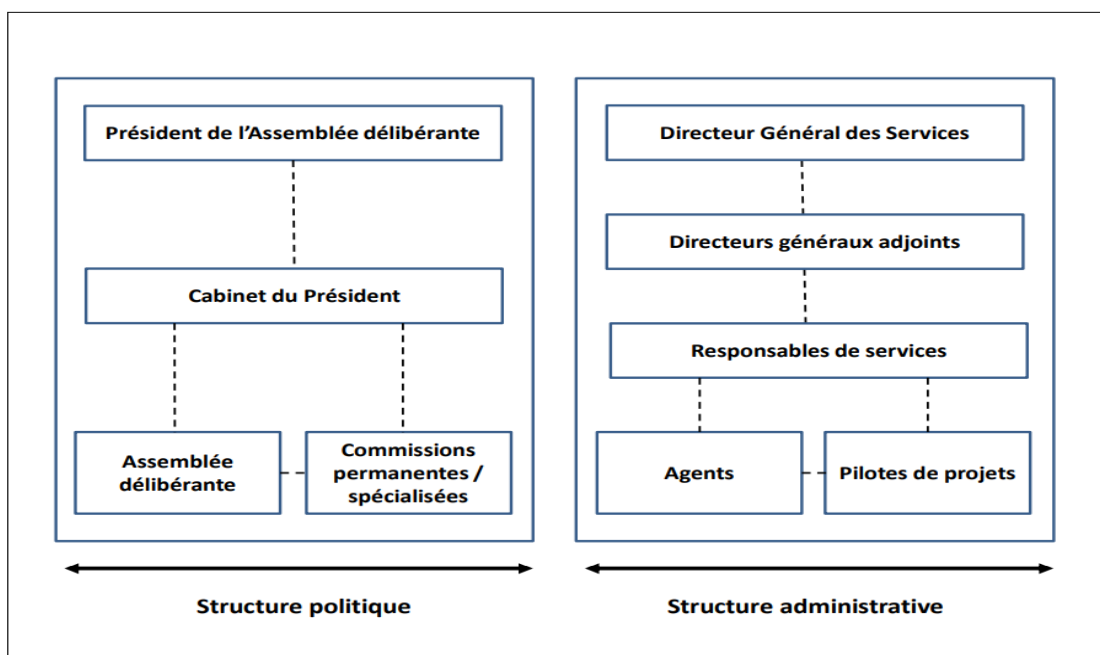 Président de l'Assemblée délibérante
Cabinet du Président
Assemblée
délibérante
Commissions
permanentes /
spécialisées
Structure politique
Directeur Général des Services
Directeurs généraux adjoints
Responsables de services
Agents
Pilotes de projets
Structure administrative